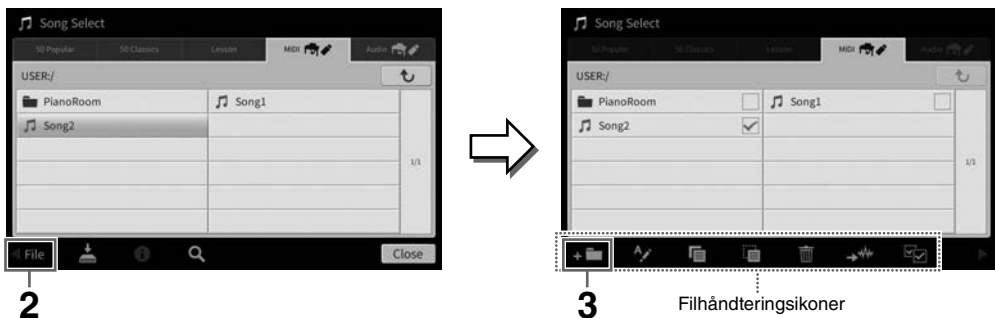 Song Select
50 Popular 50 Classics Lesson MIDI Audio
USER:/
PianoRoom Song1
Song2
1/1
File Close
2
Song Select
50 Popular 50 Classics Lesson MIDI Audio
USER:/
PianoRoom Song1
Song2
1/1
3 Filhåndteringsikoner